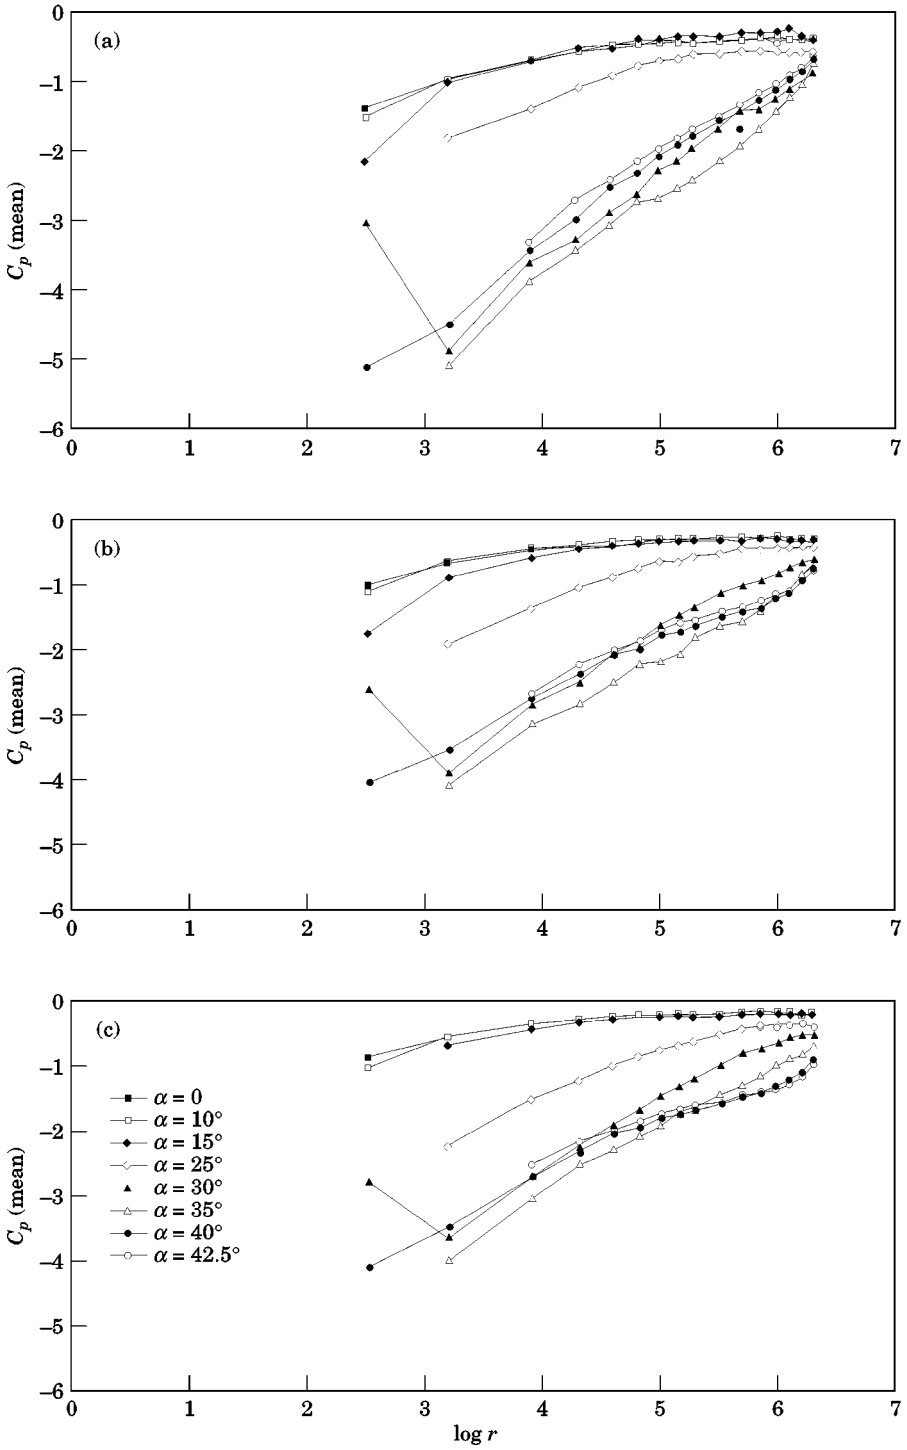 0
(a)
–1
–2
–3
–4
–5
–6
C_p (mean)
0 1 2 3 4 5 6 7
0
(b)
–1
–2
–3
–4
–5
–6
C_p (mean)
0 1 2 3 4 5 6 7
0
(c)
–1
–2
–3
–4
–5
–6
C_p (mean)
α = 0
α = 10°
α = 15°
α = 25°
α = 30°
α = 35°
α = 40°
α = 42.5°
0 1 2 3 4 5 6 7
log r